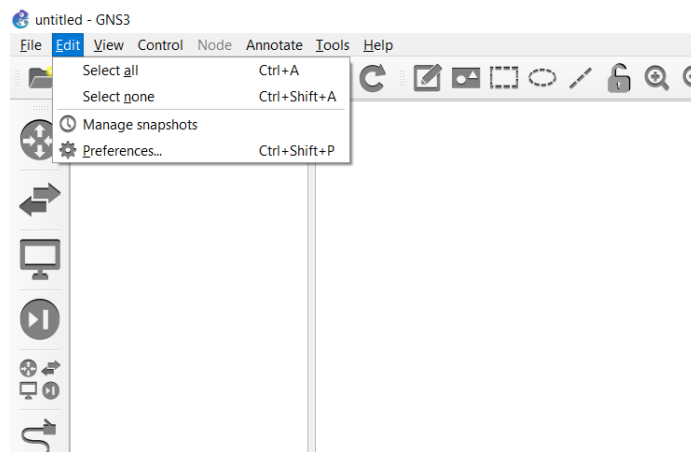 untitled - GNS3
File Edit View Control Node Annotate Tools Help
Select all Ctrl+A
Select none Ctrl+Shift+A
Manage snapshots
Preferences... Ctrl+Shift+P